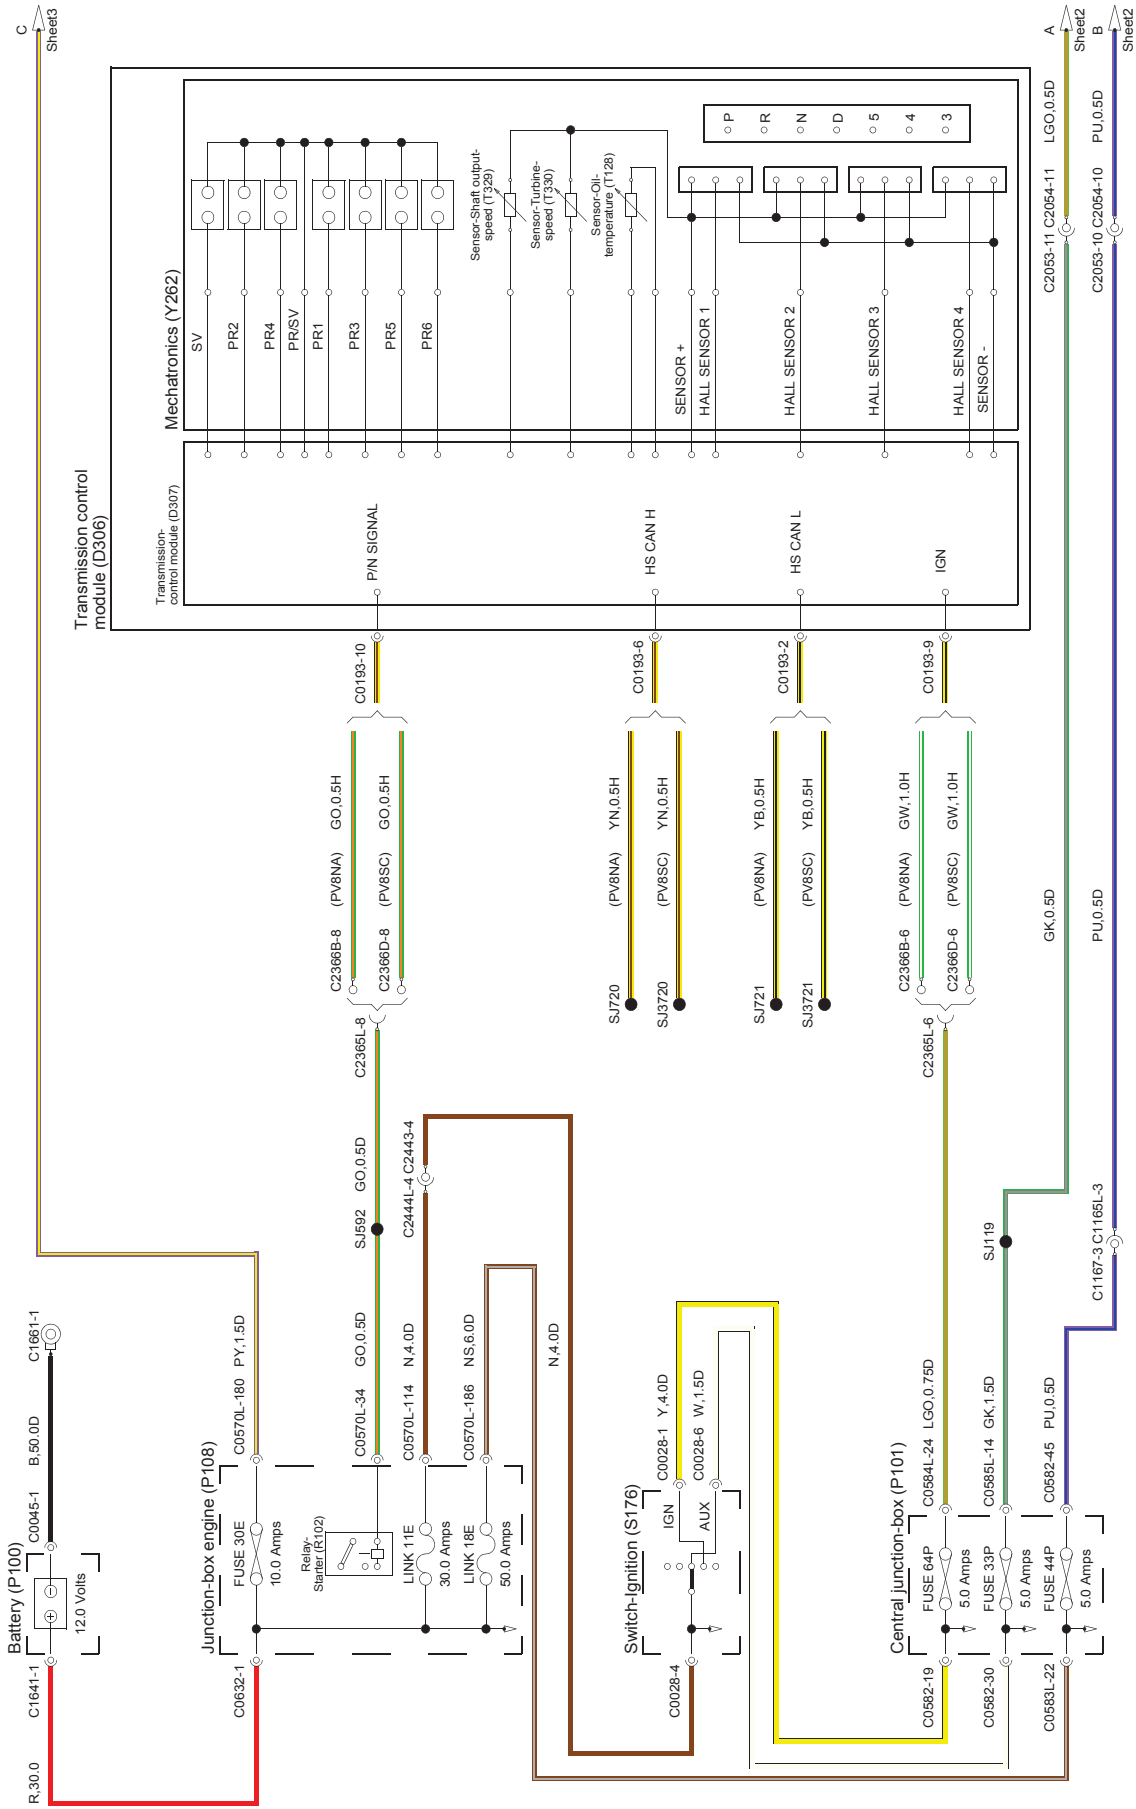 C
Sheet3
A
Sheet2
B
Sheet2
Battery (P100)
12.0 Volts
C1641-1
R,30.0
C0045-1
B,50.0D
C1661-1
Junction-box engine (P108)
C0632-1
FUSE 30E
10.0 Amps
C0570L-180
PY,1.5D
Relay-
Starter (R102)
C0570L-34
GO,0.5D
SJ592
GO,0.5D
C2365L-8
LINK 11E
30.0 Amps
C0570L-114
N,4.0D
C2444L-4
C2443-4
LINK 18E
50.0 Amps
C0570L-186
NS,6.0D
N,4.0D
Switch-Ignition (S176)
C0028-4
IGN
AUX
C0028-1
Y,4.0D
C0028-6
W,1.5D
Central junction-box (P101)
C0582-19
FUSE 64P
5.0 Amps
C0584L-24
LGO,0.75D
C2365L-6
C0582-30
FUSE 33P
5.0 Amps
C0585L-14
GK,1.5D
SJ119
GK,0.5D
C2053-11
C2054-11
LGO,0.5D
C0583L-22
FUSE 44P
5.0 Amps
C0582-45
PU,0.5D
C1167-3
C1165L-3
PU,0.5D
C2053-10
C2054-10
PU,0.5D
C2366B-8
(PV8NA)
GO,0.5H
C2366D-8
(PV8SC)
GO,0.5H
C0193-10
SJ720
(PV8NA)
YN,0.5H
SJ3720
(PV8SC)
YN,0.5H
C0193-6
SJ721
(PV8NA)
YB,0.5H
SJ3721
(PV8SC)
YB,0.5H
C0193-2
C2366B-6
(PV8NA)
GW,1.0H
C2366D-6
(PV8SC)
GW,1.0H
C0193-9
Transmission control
module (D306)
Transmission-
control module (D307)
P/N SIGNAL
HS CAN H
HS CAN L
IGN
Mechatronics (Y262)
SV
PR2
PR4
PR/SV
PR1
PR3
PR5
PR6
Sensor-Shaft output-
speed (T329)
Sensor-Turbine-
speed (T330)
Sensor-Oil-
temperature (T128)
SENSOR +
HALL SENSOR 1
HALL SENSOR 2
HALL SENSOR 3
HALL SENSOR 4
SENSOR -
P
R
N
D
5
4
3